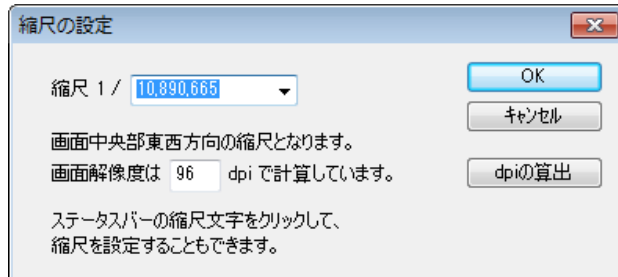 縮尺の設定
縮尺 1 / 10,890,665
OK
キャンセル
画面中央部東西方向の縮尺となります。
画面解像度は 96 dpi で計算しています。
dpiの算出
ステータスバーの縮尺文字をクリックして、
縮尺を設定することもできます。